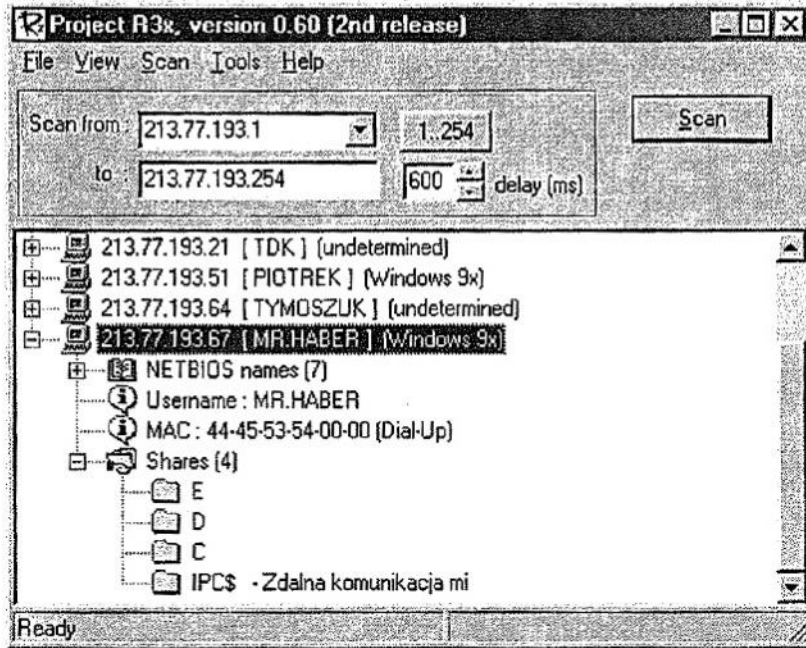 Project R3x, version 0.60 (2nd release)
File View Scan Tools Help
Scan from : 213.77.193.1 1..254 Scan
to : 213.77.193.254 600 delay (ms)
213.77.193.21 [ TDK ] (undetermined)
213.77.193.51 [ PIOTREK ] (Windows 9x)
213.77.193.64 [ TYMOSZUK ] (undetermined)
213.77.193.67 [ MR.HABER ] (Windows 9x)
NETBIOS names (7)
Username : MR.HABER
MAC : 44-45-53-54-00-00 (Dial-Up)
Shares (4)
E
D
C
IPC$ - Zdalna komunikacja mi
Ready